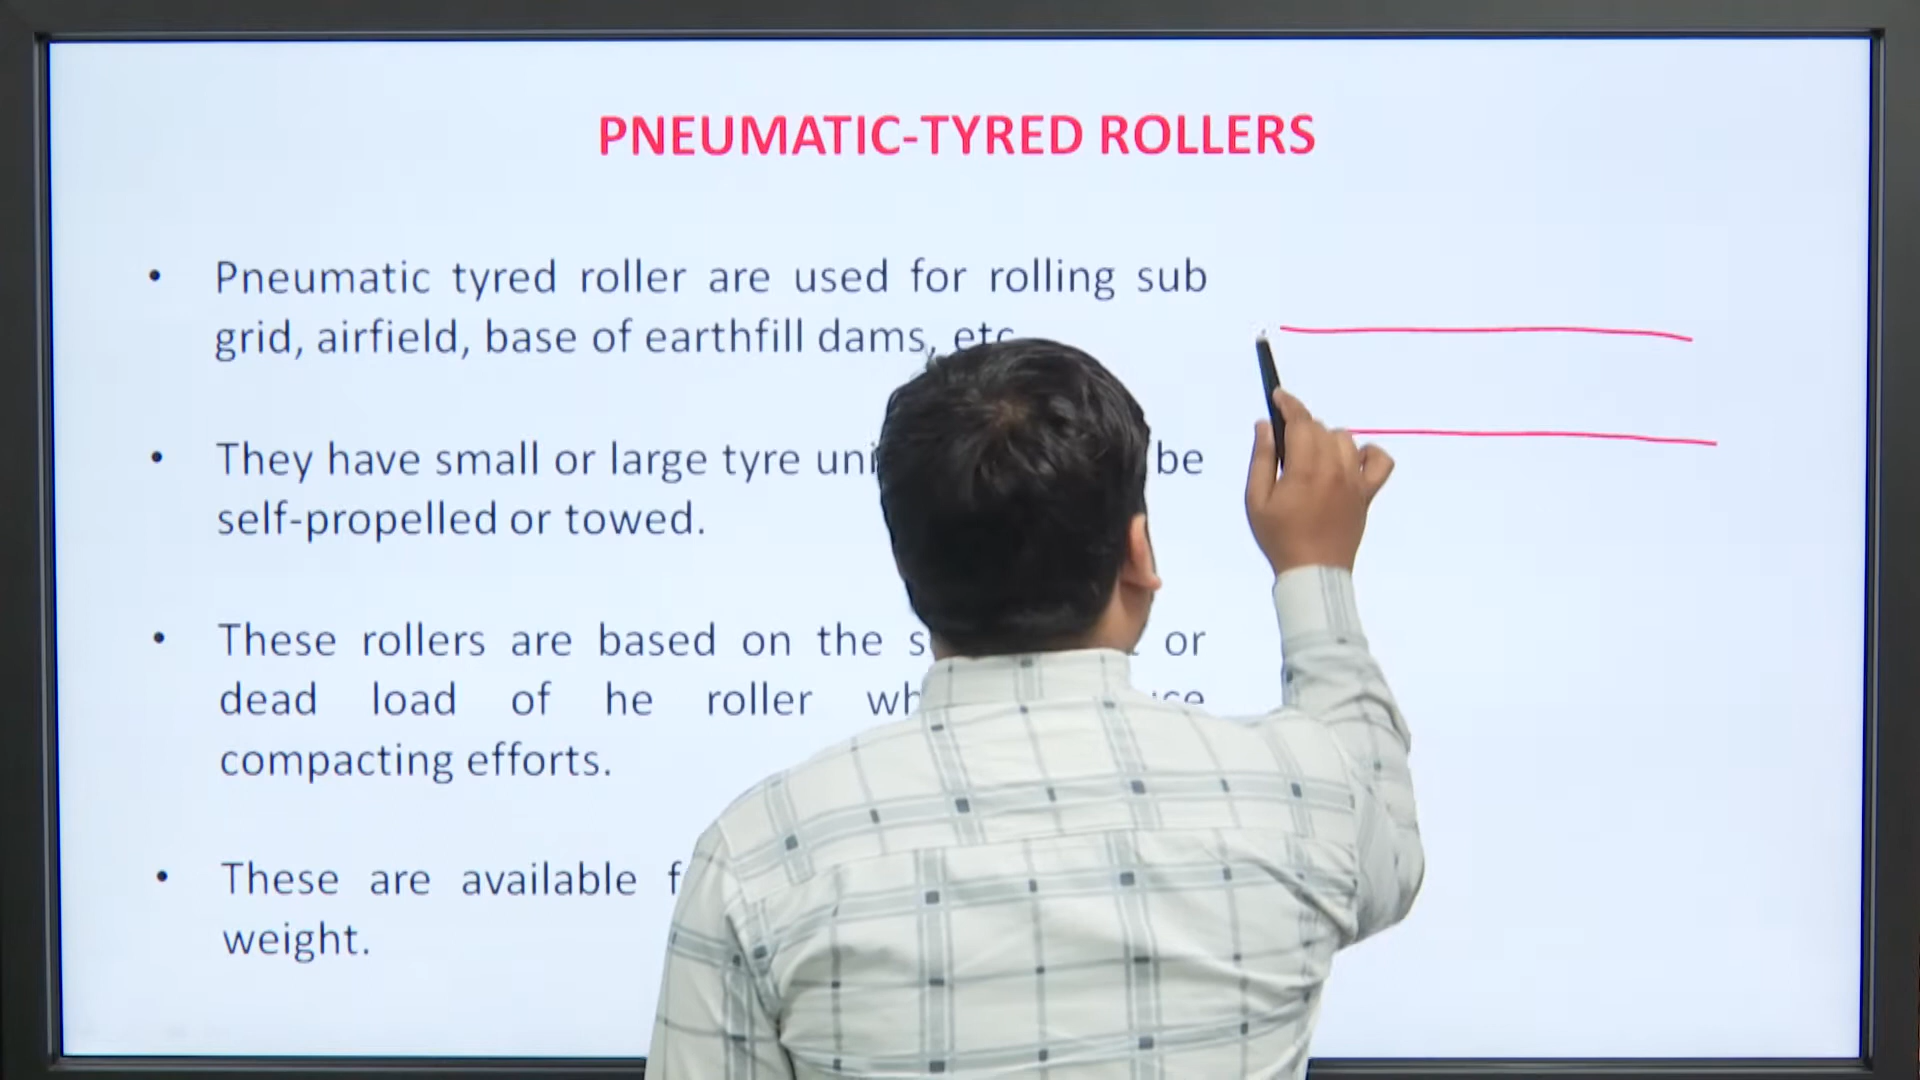 PNEUMATIC-TYRED ROLLERS
• Pneumatic tyred roller are used for rolling sub
grid, airfield, base of earthfill dams, etc
• They have small or large tyre be
self-propelled or towed.
• These rollers are based on the or
dead load of he roller
compacting efforts.
• These are available
weight.